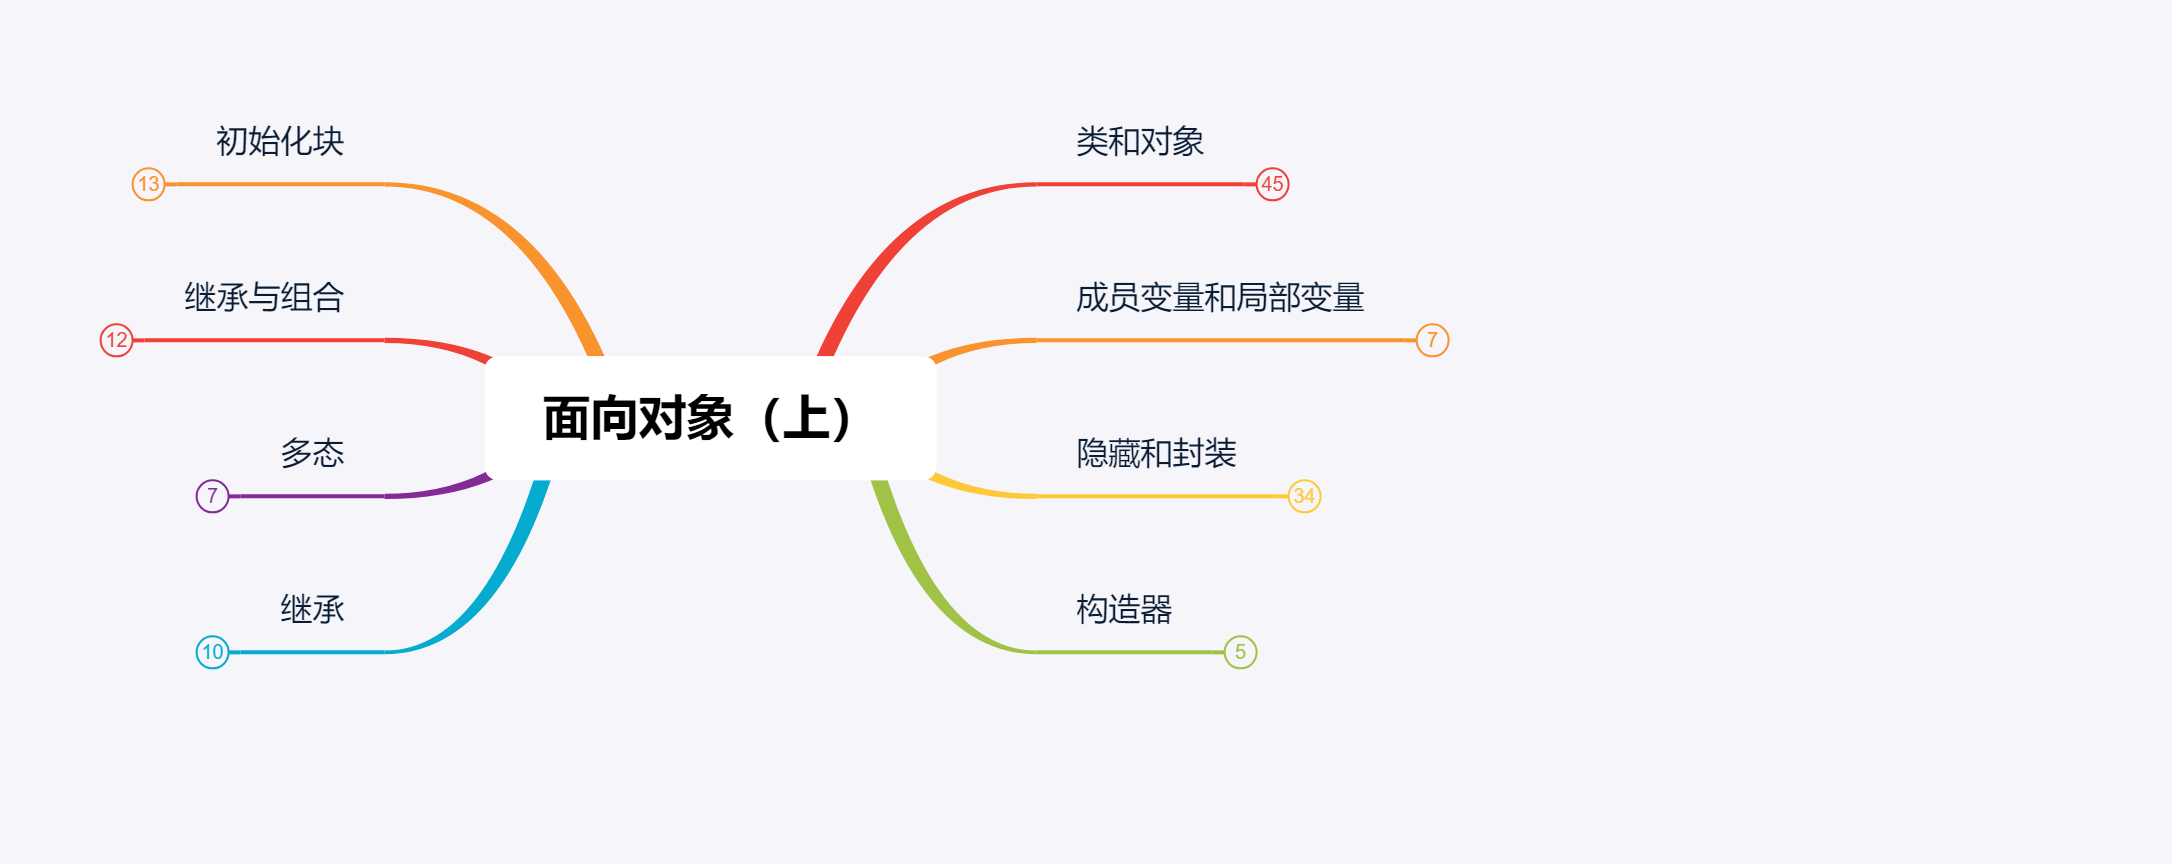 初始化块
13
类和对象
45
继承与组合
12
成员变量和局部变量
7
面向对象（上）
多态
7
隐藏和封装
34
继承
10
构造器
5